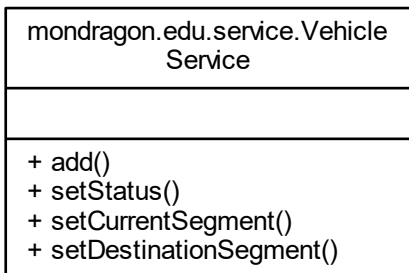 mondragon.edu.service.Vehicle
Service
+ add()
+ setStatus()
+ setCurrentSegment()
+ setDestinationSegment()